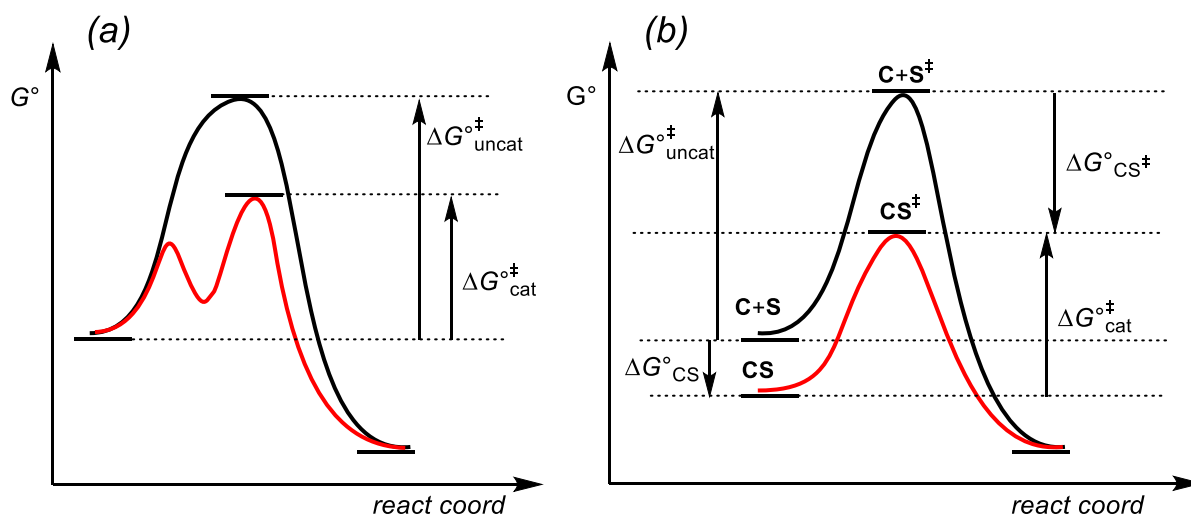 (a)
G°
ΔG°‡uncat
ΔG°‡cat
react coord
(b)
G°
C+S‡
ΔG°‡uncat
ΔG°CS‡
CS‡
C+S
ΔG°‡cat
CS
ΔG°CS
react coord